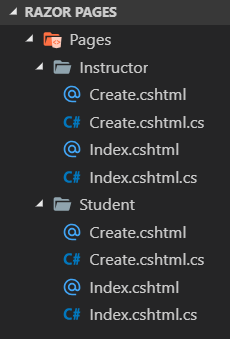 RAZOR PAGES
Pages
Instructor
Create.cshtml
C# Create.cshtml.cs
Index.cshtml
C# Index.cshtml.cs
Student
Create.cshtml
C# Create.cshtml.cs
Index.cshtml
C# Index.cshtml.cs